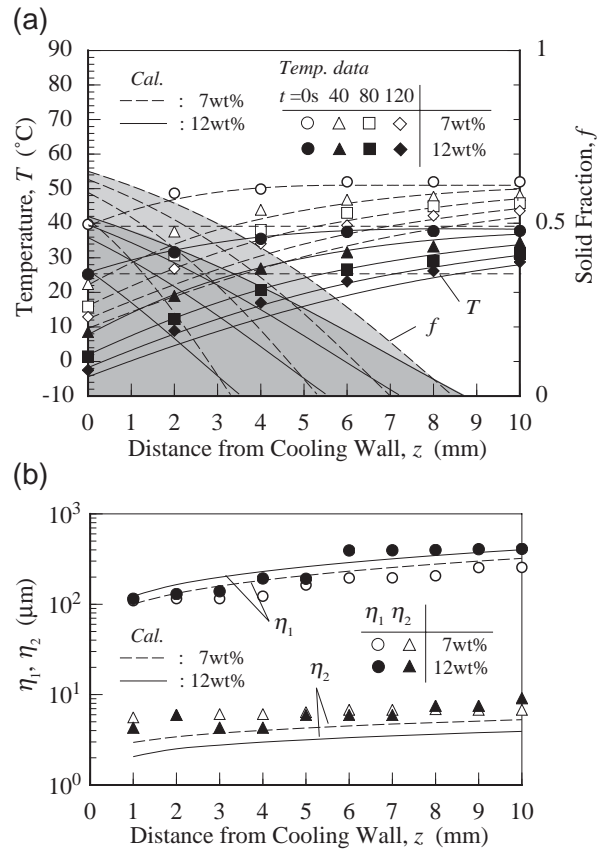 (a)
90
80
70
60
50
40
30
20
10
0
-10
Temperature, T (°C)
Cal.
: 7wt%
: 12wt%
Temp. data
t =0s 40 80 120
7wt%
12wt%
1
0.5
0
Solid Fraction, f
T
f
0 1 2 3 4 5 6 7 8 9 10
Distance from Cooling Wall, z (mm)
(b)
10³
10²
10¹
10⁰
η₁, η₂ (μm)
η₁
Cal.
: 7wt%
: 12wt%
η₂
η₁ η₂
7wt%
12wt%
0 1 2 3 4 5 6 7 8 9 10
Distance from Cooling Wall, z (mm)